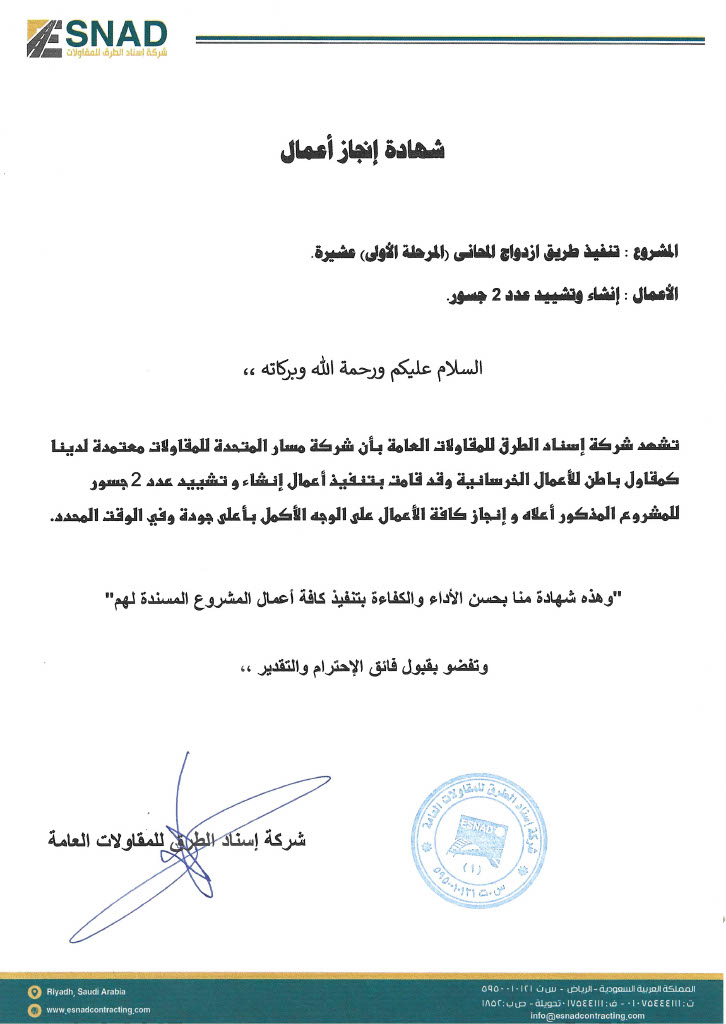 ESNAD
شركة إسناد الطرق للمقاولات
شهادة إنجاز أعمال
المشروع : تنفيذ طريق ازدواج للحانى (المرحلة الأولى) عشيرة.
الأعمال : إنشاء وتشييد عدد 2 جسور.
السلام عليكم ورحمة الله وبركاته ،،
تشهد شركة إسناد الطرق للمقاولات العامة بأن شركة مسار المتحدة للمقاولات معتمدة لدينا
كمقاول باطن للأعمال الخرسانية وقد قامت بتنفيذ أعمال إنشاء و تشييد عدد 2 جسور
للمشروع المذكور أعلاه و إنجاز كافة الأعمال على الوجه الأكمل بأعلى جودة وفي الوقت المحدد.
"وهذه شهادة منا بحسن الأداء والكفاءة بتنفيذ كافة أعمال المشروع المسندة لهم"
وتفضو بقبول فائق الإحترام والتقدير ،،
شركة إسناد الطرق للمقاولات العامة
شركة إسناد الطرق للمقاولات العامة
ESNAD
(١)
س.ت ٥٩٥٠٠١٠١٢١
Riyadh, Saudi Arabia
www.esnadcontracting.com
المملكة العربية السعودية - الرياض - س ت ٥٩٥٠٠١٠١٢١
ت : ٠١٠٧٥٤٤١١١ - ف : ٠١٧٥٤٤١١١ تحويلة - ص ب : ١٨٥٢
info@esnadcontracting.com